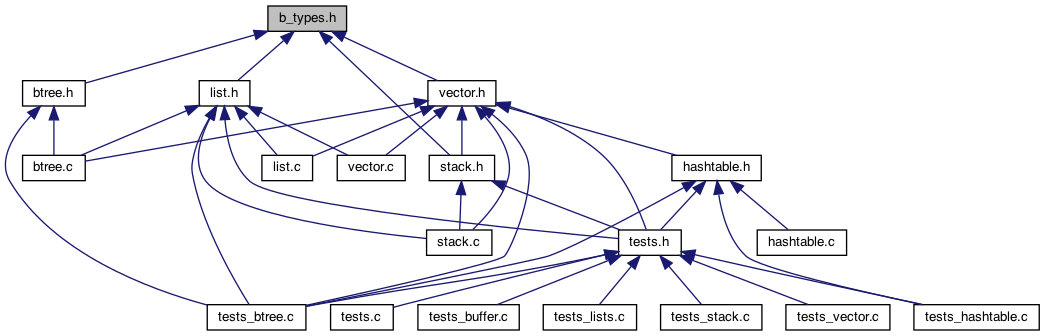 b_types.h
btree.h
list.h
vector.h
btree.c
list.c
vector.c
stack.h
hashtable.h
stack.c
tests.h
hashtable.c
tests_btree.c
tests.c
tests_buffer.c
tests_lists.c
tests_stack.c
tests_vector.c
tests_hashtable.c